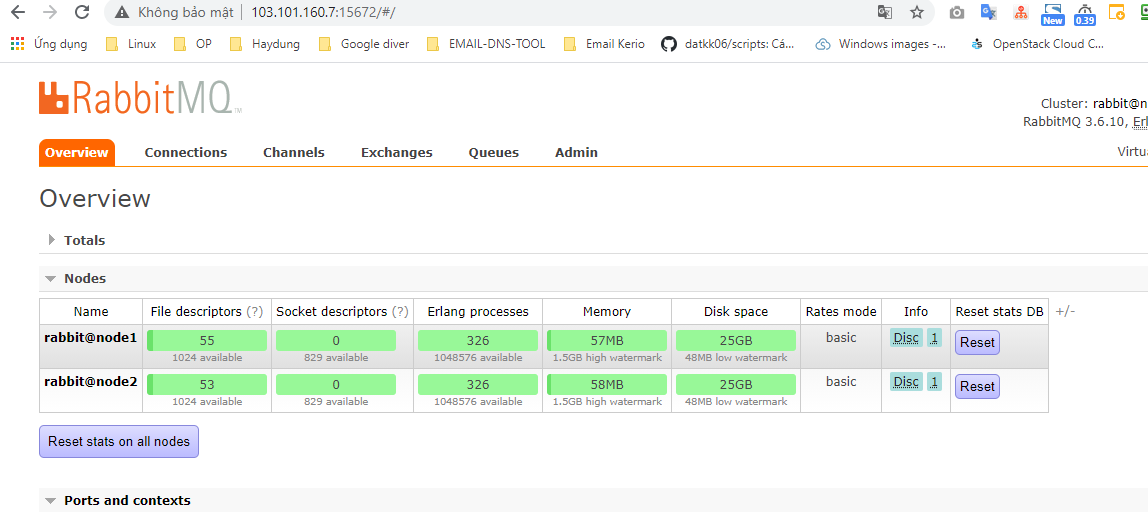 Không bảo mật | 103.101.160.7:15672/#/
New 0.39
Ứng dụng Linux OP Haydung Google diver EMAIL-DNS-TOOL Email Kerio datkk06/scripts: Cá... Windows images -... OpenStack Cloud C...
RabbitMQ
Cluster: rabbit@n
RabbitMQ 3.6.10, Erl
Overview Connections Channels Exchanges Queues Admin
Virtu
Overview
Totals
Nodes
Name File descriptors (?) Socket descriptors (?) Erlang processes Memory Disk space Rates mode Info Reset stats DB +/-
rabbit@node1 55 0 326 57MB 25GB basic Disc 1 Reset
1024 available 829 available 1048576 available 1.5GB high watermark 48MB low watermark
rabbit@node2 53 0 326 58MB 25GB basic Disc 1 Reset
1024 available 829 available 1048576 available 1.5GB high watermark 48MB low watermark
Reset stats on all nodes
Ports and contexts